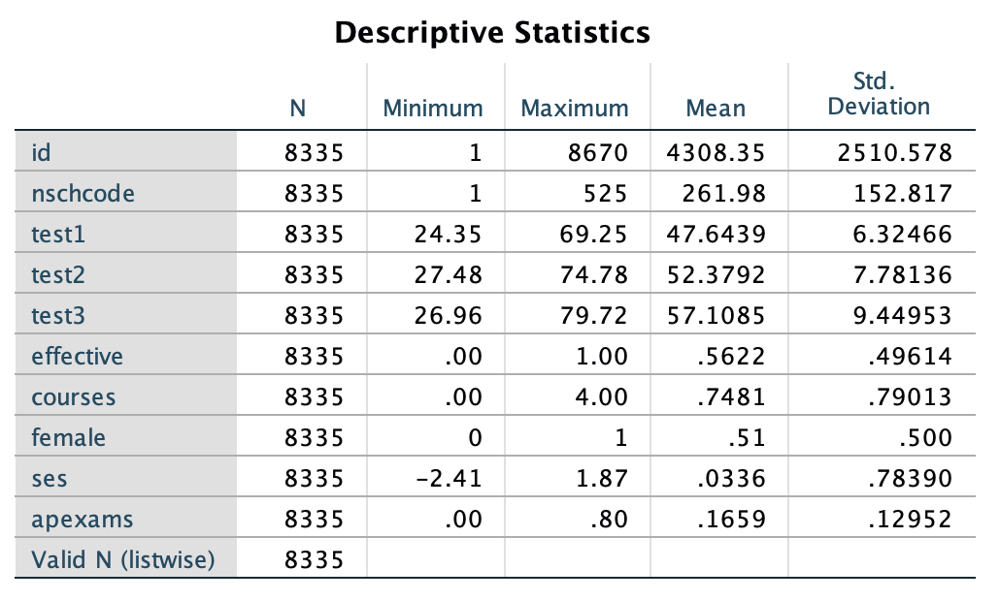 Descriptive Statistics
N Minimum Maximum Mean Std. Deviation
id 8335 1 8670 4308.35 2510.578
nschcode 8335 1 525 261.98 152.817
test1 8335 24.35 69.25 47.6439 6.32466
test2 8335 27.48 74.78 52.3792 7.78136
test3 8335 26.96 79.72 57.1085 9.44953
effective 8335 .00 1.00 .5622 .49614
courses 8335 .00 4.00 .7481 .79013
female 8335 0 1 .51 .500
ses 8335 −2.41 1.87 .0336 .78390
apexams 8335 .00 .80 .1659 .12952
Valid N (listwise) 8335